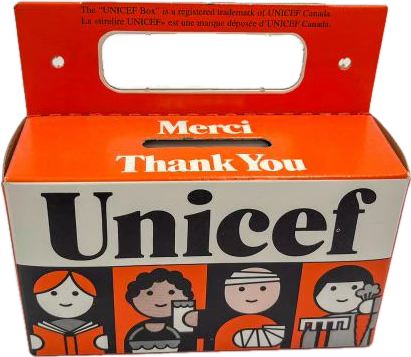 The "UNICEF Box" is a registered trademark of UNICEF Canada.
La «tirelire UNICEF» est une marque déposée d'UNICEF Canada.
Merci
Thank You
Unicef